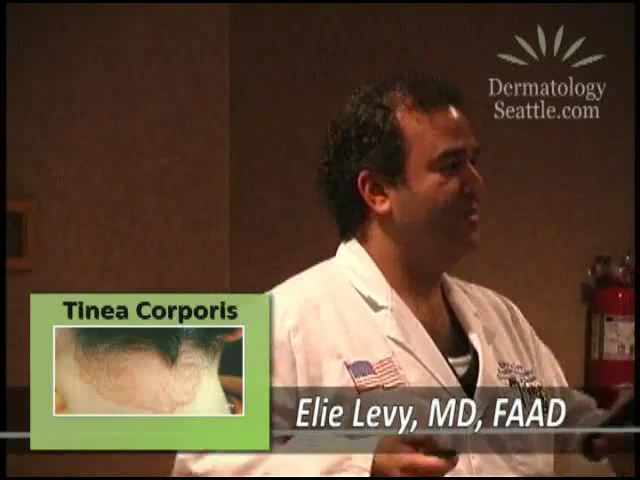 Dermatology
Seattle.com
Tinea Corporis
Elie Levy, MD, FAAD